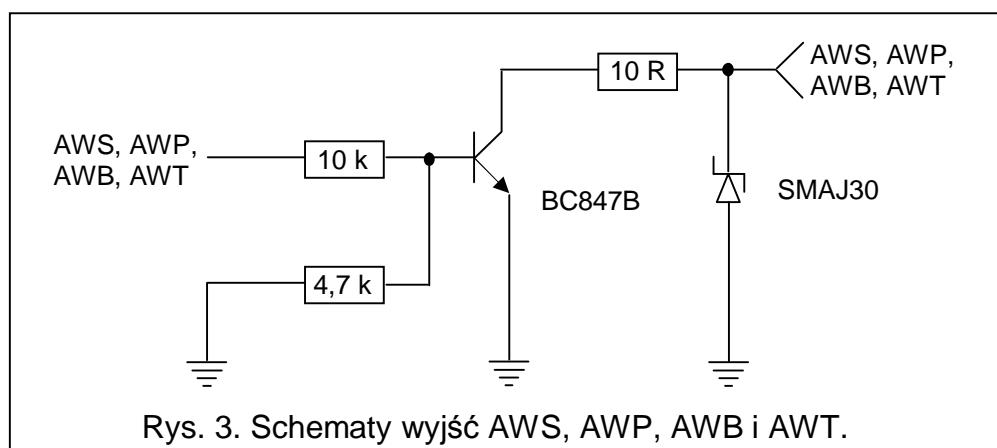 10 R
AWS, AWP,
AWB, AWT
AWS, AWP,
AWB, AWT
10 k
BC847B
SMAJ30
4,7 k
Rys. 3. Schematy wyjść AWS, AWP, AWB i AWT.